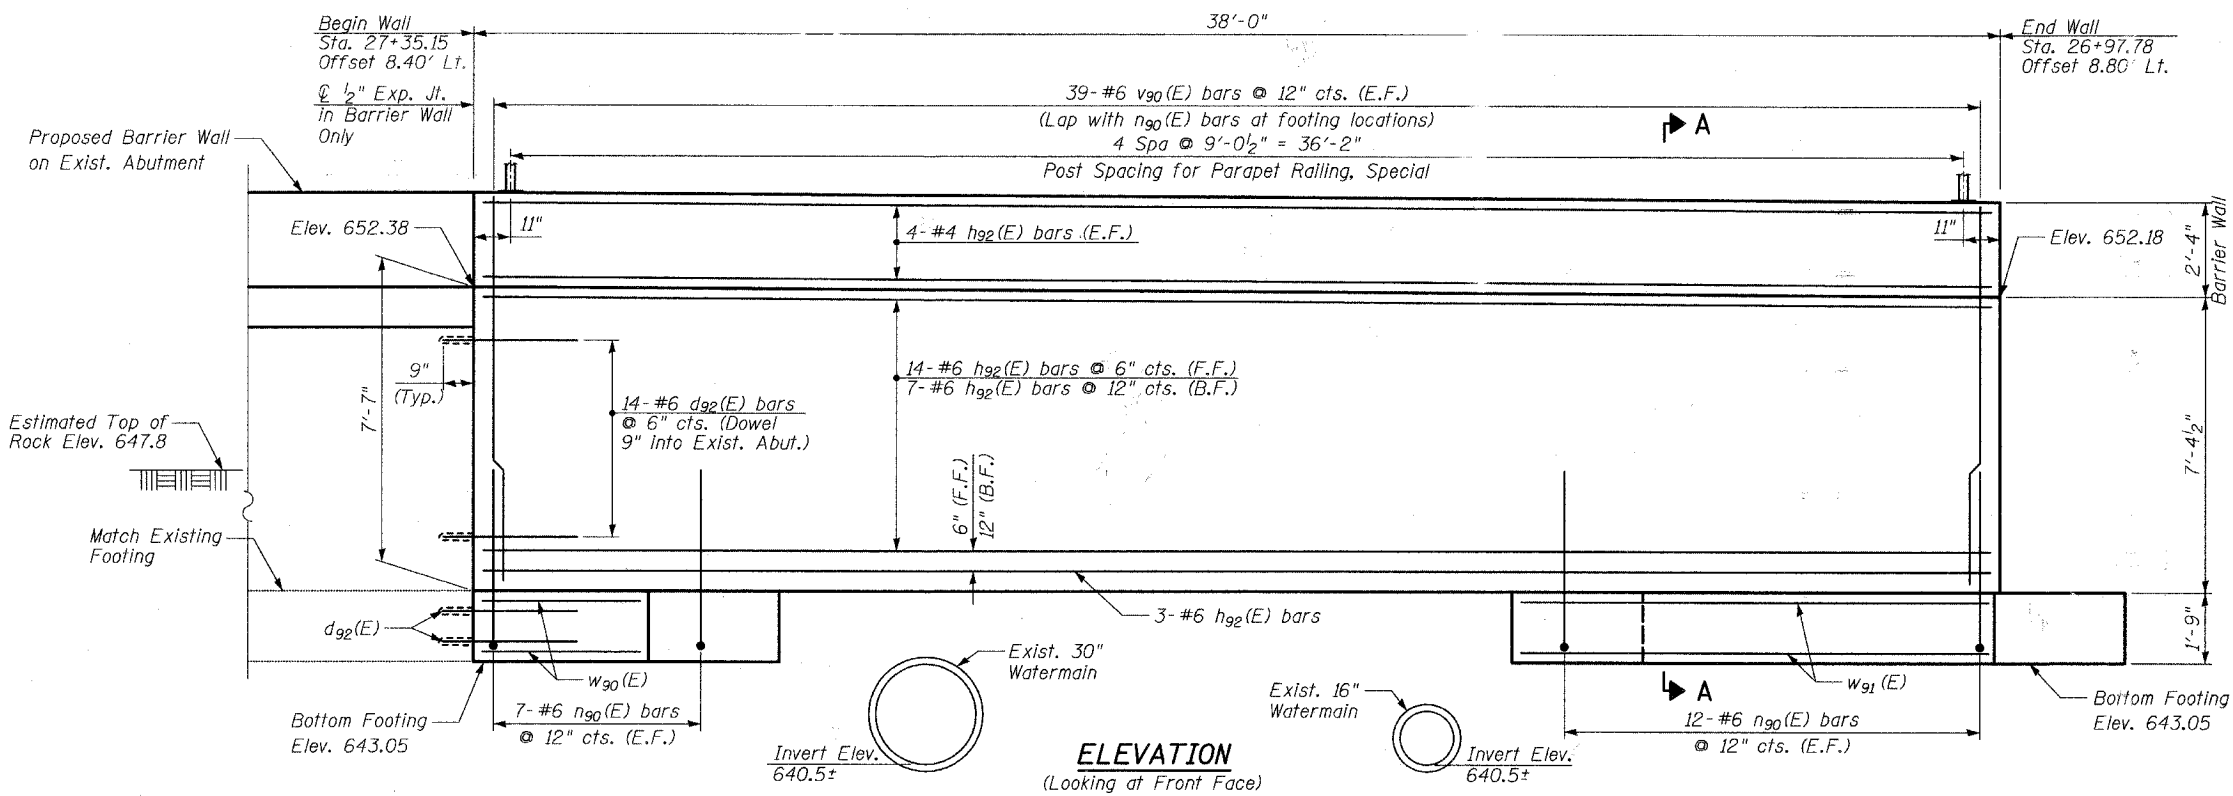 Begin Wall
Sta. 27+35.15
Offset 8.40' Lt.
℄ ½" Exp. Jt.
in Barrier Wall
Only
38'-0"
End Wall
Sta. 26+97.78
Offset 8.80' Lt.
39-#6 v90(E) bars @ 12" cts. (E.F.)
(Lap with n90(E) bars at footing locations)
4 Spa @ 9'-0½" = 36'-2"
Post Spacing for Parapet Railing, Special
A
Proposed Barrier Wall
on Exist. Abutment
Elev. 652.38
11"
4-#4 h92(E) bars (E.F.)
11"
Elev. 652.18
2'-4"
Barrier Wall
9"
(Typ.)
7'-7"
14-#6 d92(E) bars
@ 6" cts. (Dowel
9" into Exist. Abut.)
14-#6 h92(E) bars @ 6" cts. (F.F.)
7-#6 h92(E) bars @ 12" cts. (B.F.)
Estimated Top of
Rock Elev. 647.8
6" (F.F.)
12" (B.F.)
7'-4½"
Match Existing
Footing
3-#6 h92(E) bars
d92(E)
w90(E)
Exist. 30"
Watermain
Exist. 16"
Watermain
A
w91(E)
1'-9"
Bottom Footing
Elev. 643.05
7-#6 n90(E) bars
@ 12" cts. (E.F.)
Invert Elev.
640.5±
Invert Elev.
640.5±
12-#6 n90(E) bars
@ 12" cts. (E.F.)
Bottom Footing
Elev. 643.05
ELEVATION
(Looking at Front Face)